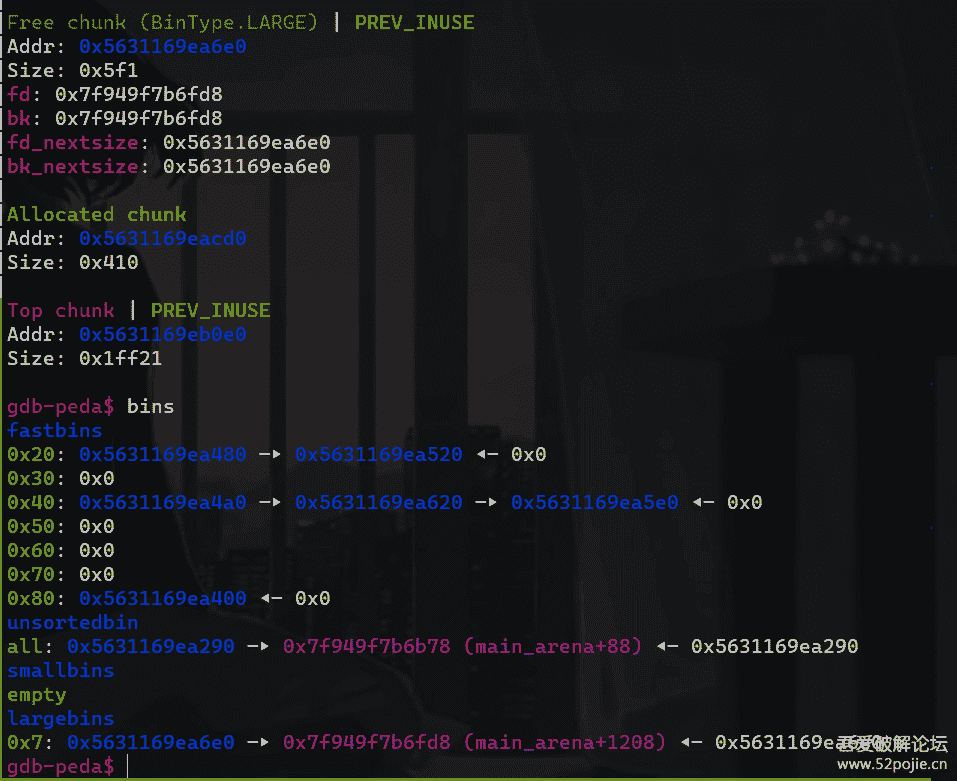 Free chunk (BinType.LARGE) | PREV_INUSE
Addr: 0x5631169ea6e0
Size: 0x5f1
fd: 0x7f949f7b6fd8
bk: 0x7f949f7b6fd8
fd_nextsize: 0x5631169ea6e0
bk_nextsize: 0x5631169ea6e0
Allocated chunk
Addr: 0x5631169eacd0
Size: 0x410
Top chunk | PREV_INUSE
Addr: 0x5631169eb0e0
Size: 0x1ff21
gdb-peda$ bins
fastbins
0x20: 0x5631169ea480 —▸ 0x5631169ea520 ◂— 0x0
0x30: 0x0
0x40: 0x5631169ea4a0 —▸ 0x5631169ea620 —▸ 0x5631169ea5e0 ◂— 0x0
0x50: 0x0
0x60: 0x0
0x70: 0x0
0x80: 0x5631169ea400 ◂— 0x0
unsortedbin
all: 0x5631169ea290 —▸ 0x7f949f7b6b78 (main_arena+88) ◂— 0x5631169ea290
smallbins
empty
largebins
0x7: 0x5631169ea6e0 —▸ 0x7f949f7b6fd8 (main_arena+1208) ◂— 0x5631169ea6e0
gdb-peda$
吾爱破解论坛
www.52pojie.cn